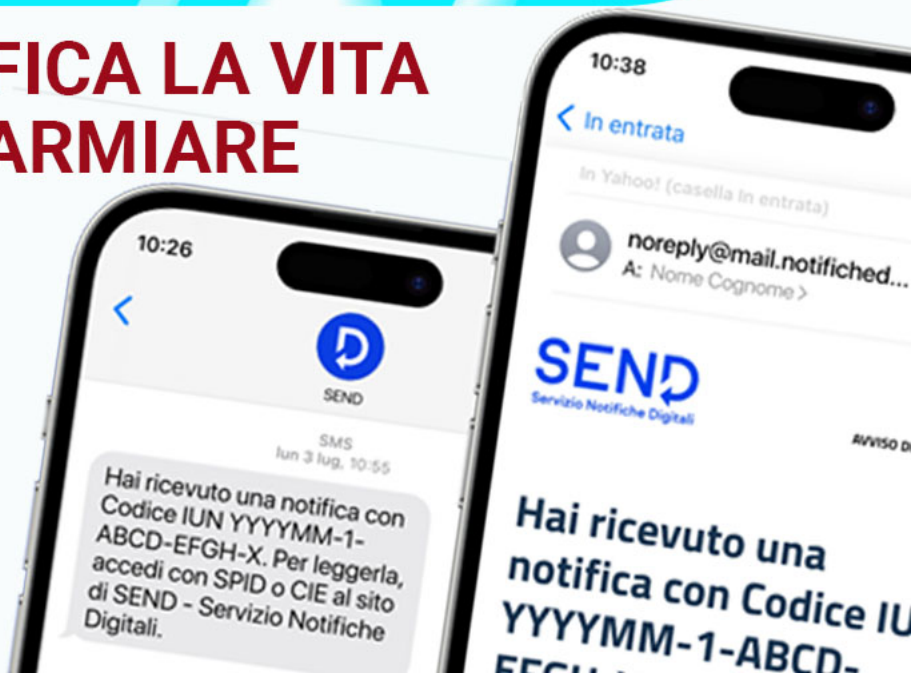 FICA LA VITA
ARMIARE
10:26
SEND
SMS
lun 3 lug, 10:55
Hai ricevuto una notifica con
Codice IUN YYYYMM-1-
ABCD-EFGH-X. Per leggerla,
accedi con SPID o CIE al sito
di SEND - Servizio Notifiche
Digitali.
10:38
In entrata
In Yahoo! (casella In entrata)
noreply@mail.notifiched...
A: Nome Cognome >
SEND
Servizio Notifiche Digitali
AVVISO DI
Hai ricevuto una
notifica con Codice IU
YYYYMM-1-ABCD-